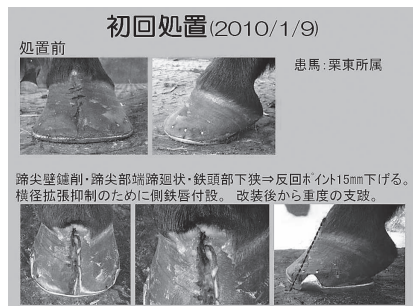 初回処置(2010/1/9)
処置前
患馬：栗東所属
蹄尖壁鑢削・蹄尖部端蹄廻状・鉄頭部下狭⇒反回ポイント15mm下げる。
横径拡張抑制のために側鉄唇付設。 改装後から重度の支跛。